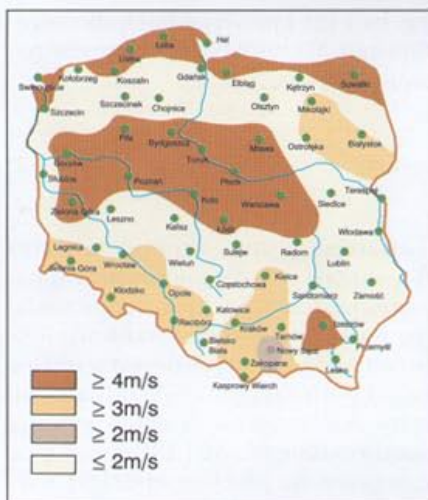 Łeba
Hel
Ustka
Kołobrzeg
Koszalin
Gdańsk
Elbląg
Kętrzyn
Suwałki
Świnoujście
Szczecin
Szczecinek
Chojnice
Olsztyn
Mikołajki
Piła
Bydgoszcz
Toruń
Mława
Ostrołęka
Białystok
Gorzów
Słubice
Poznań
Koło
Płock
Warszawa
Siedlce
Terespol
Zielona Góra
Leszno
Kalisz
Łódź
Włodawa
Legnica
Wrocław
Wieluń
Sulejów
Radom
Lublin
Jelenia Góra
Kłodzko
Opole
Częstochowa
Kielce
Sandomierz
Zamość
Racibórz
Katowice
Kraków
Tarnów
Rzeszów
Przemyśl
Bielsko
Biała
Nowy Sącz
Zakopane
Lesko
Kasprowy Wierch
≥ 4m/s
≥ 3m/s
≥ 2m/s
≤ 2m/s